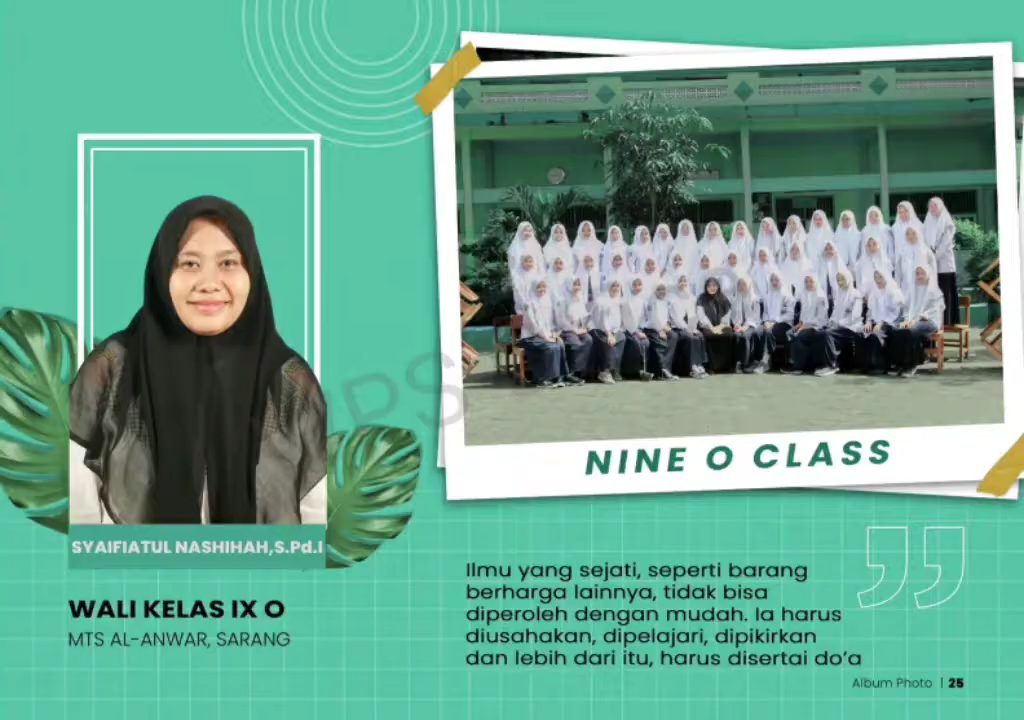 SYAIFIATUL NASHIHAH,S.Pd.I
WALI KELAS IX O
MTS AL-ANWAR, SARANG
NINE O CLASS
Ilmu yang sejati, seperti barang
berharga lainnya, tidak bisa
diperoleh dengan mudah. Ia harus
diusahakan, dipelajari, dipikirkan
dan lebih dari itu, harus disertai do’a
Album Photo | 25